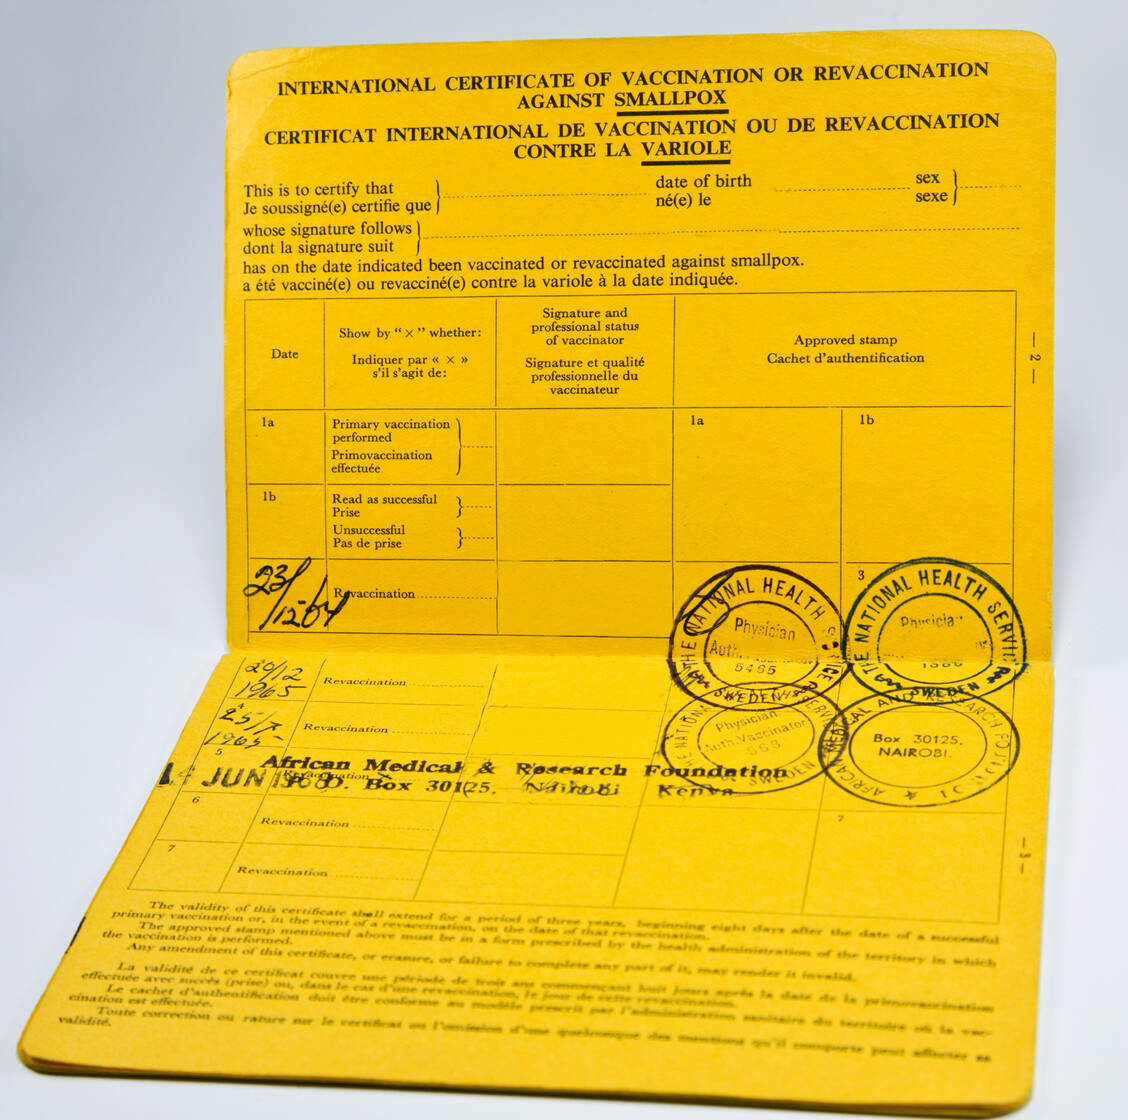 INTERNATIONAL CERTIFICATE OF VACCINATION OR REVACCINATION
AGAINST SMALLPOX
CERTIFICAT INTERNATIONAL DE VACCINATION OU DE REVACCINATION
CONTRE LA VARIOLE
This is to certify that date of birth sex
Je soussigné(e) certifie que né(e) le sexe
whose signature follows
dont la signature suit
has on the date indicated been vaccinated or revaccinated against smallpox.
a été vacciné(e) ou revacciné(e) contre la variole à la date indiquée.
Date
Show by "×" whether:
Indiquer par « × »
s'il s'agit de:
Signature and
professional status
of vaccinator
Signature et qualité
professionnelle du
vaccinateur
Approved stamp
Cachet d'authentification
— 2 —
1a
Primary vaccination
performed
Primovaccination
effectuée
1a
1b
1b
Read as successful
Prise
Unsuccessful
Pas de prise
23/
12 64
Revaccination
THE NATIONAL HEALTH SERVICE
Physician
5465
SWEDEN
3
THE NATIONAL HEALTH SERVICE
Physician
1386
SWEDEN
20/12
1965
Revaccination
4
25/7
1965
Revaccination
THE NATIONAL HEALTH SERVICE
Physician
Auth. Vaccinator
568
SWEDEN
AFRICAN MEDICAL AND RESEARCH FOUNDATION
Box 30125,
NAIROBI.
5
14 JUN 1968
Revaccination
African Medical & Research Foundation
P. O. Box 30125, Nairobi Kenya
6
Revaccination
7
7
Revaccination
— 3 —
The validity of this certificate shall extend for a period of three years, beginning eight days after the date of a successful
primary vaccination or, in the event of a revaccination, on the date of that revaccination.
The approved stamp mentioned above must be in a form prescribed by the health administration of the territory in which
the vaccination is performed.
Any amendment of this certificate, or erasure, or failure to complete any part of it, may render it invalid.
La validité de ce certificat couvre une période de trois ans commençant huit jours après la date de la primovaccination
effectuée avec succès (prise) ou, dans le cas d'une revaccination, le jour de cette revaccination.
Le cachet d'authentification doit être conforme au modèle prescrit par l'administration sanitaire du territoire où la vac-
cination est effectuée.
Toute correction ou rature sur le certificat ou l'omission d'une quelconque des mentions qu'il comporte peut affecter sa
validité.